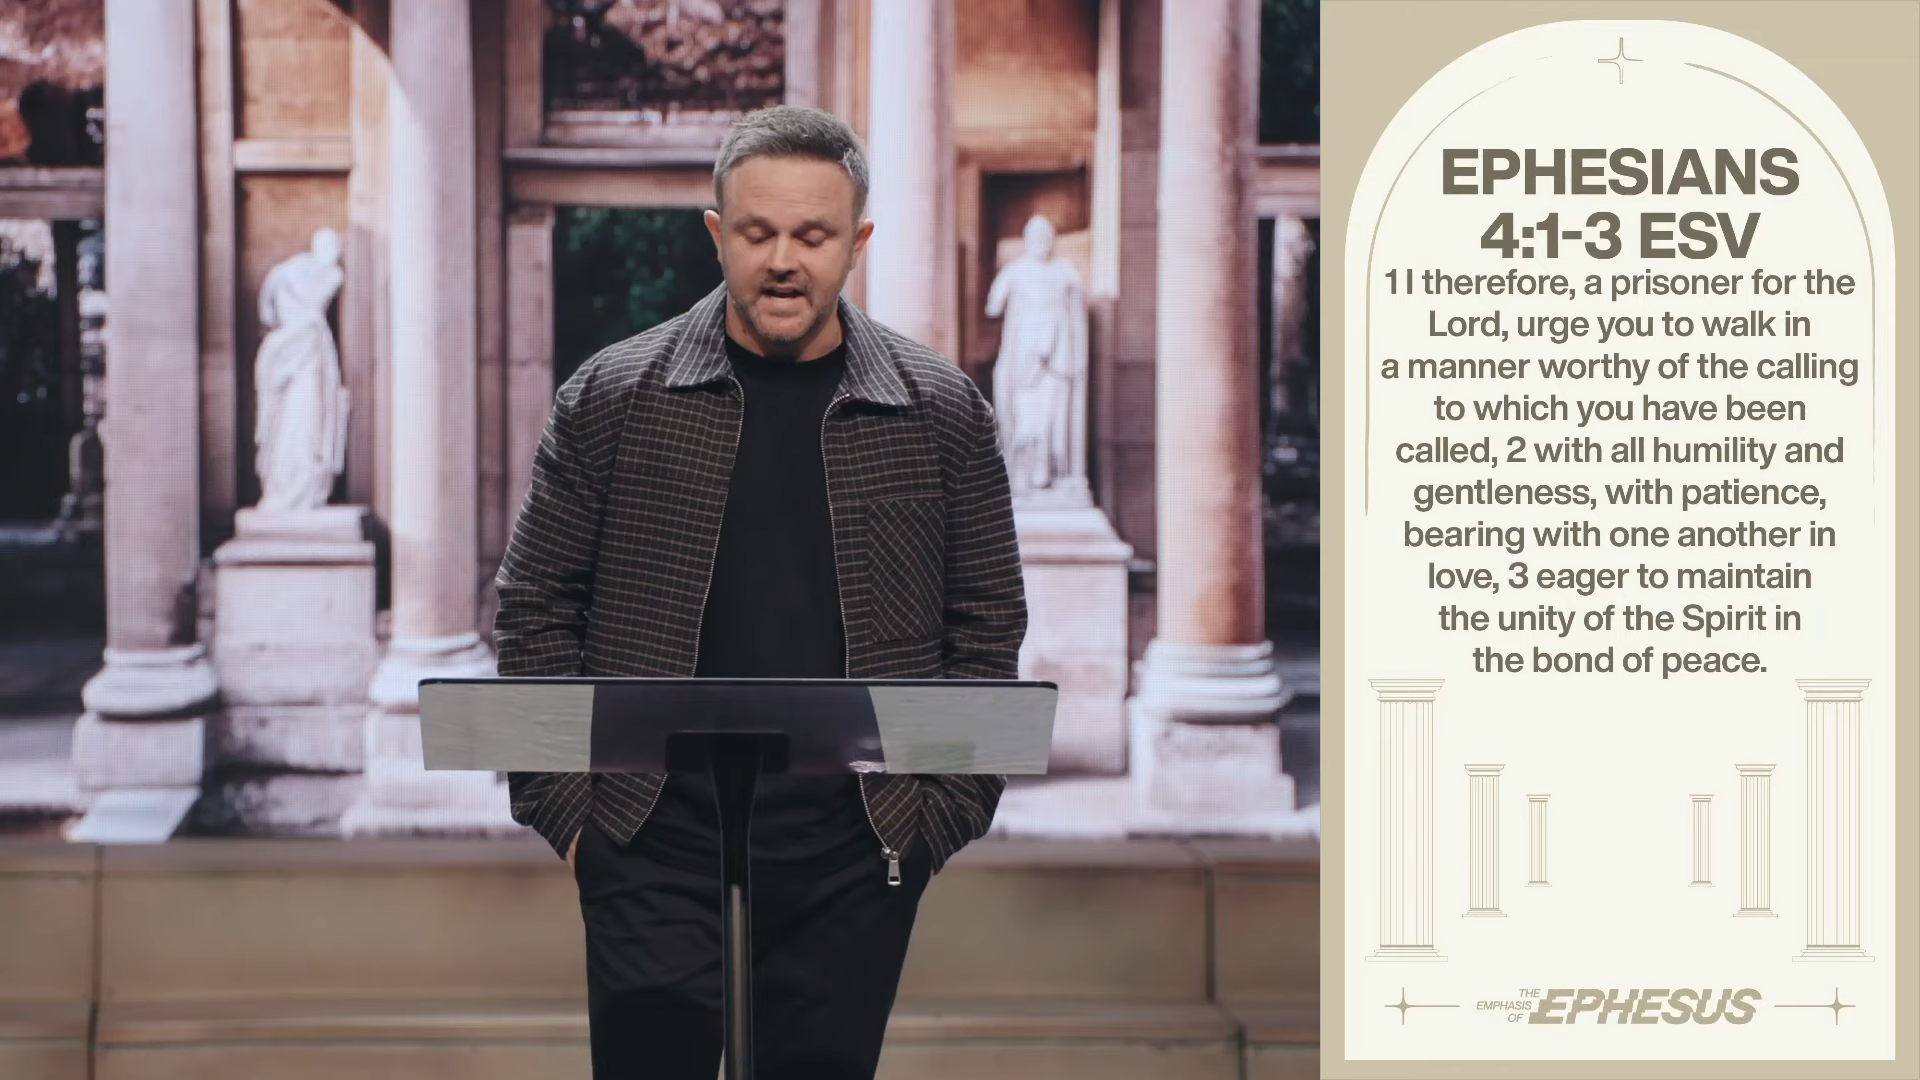 EPHESIANS
4:1-3 ESV
1 I therefore, a prisoner for the
Lord, urge you to walk in
a manner worthy of the calling
to which you have been
called, 2 with all humility and
gentleness, with patience,
bearing with one another in
love, 3 eager to maintain
the unity of the Spirit in
the bond of peace.
THE
EMPHASIS
OF
EPHESUS